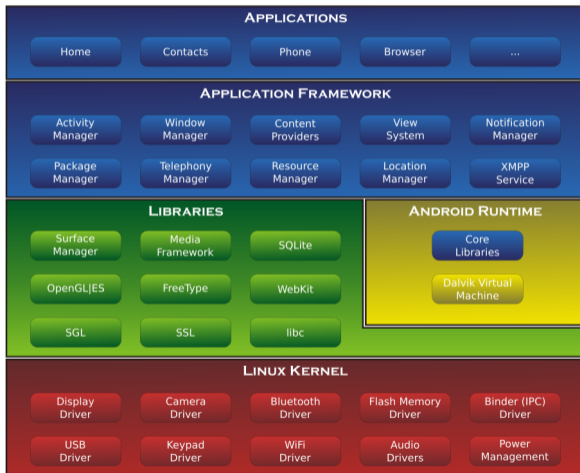 APPLICATIONS
Home
Contacts
Phone
Browser
...
APPLICATION FRAMEWORK
Activity
Manager
Window
Manager
Content
Providers
View
System
Notification
Manager
Package
Manager
Telephony
Manager
Resource
Manager
Location
Manager
XMPP
Service
LIBRARIES
Surface
Manager
Media
Framework
SQLite
OpenGL|ES
FreeType
WebKit
SGL
SSL
libc
ANDROID RUNTIME
Core
Libraries
Dalvik Virtual
Machine
LINUX KERNEL
Display
Driver
Camera
Driver
Bluetooth
Driver
Flash Memory
Driver
Binder (IPC)
Driver
USB
Driver
Keypad
Driver
WiFi
Driver
Audio
Drivers
Power
Management